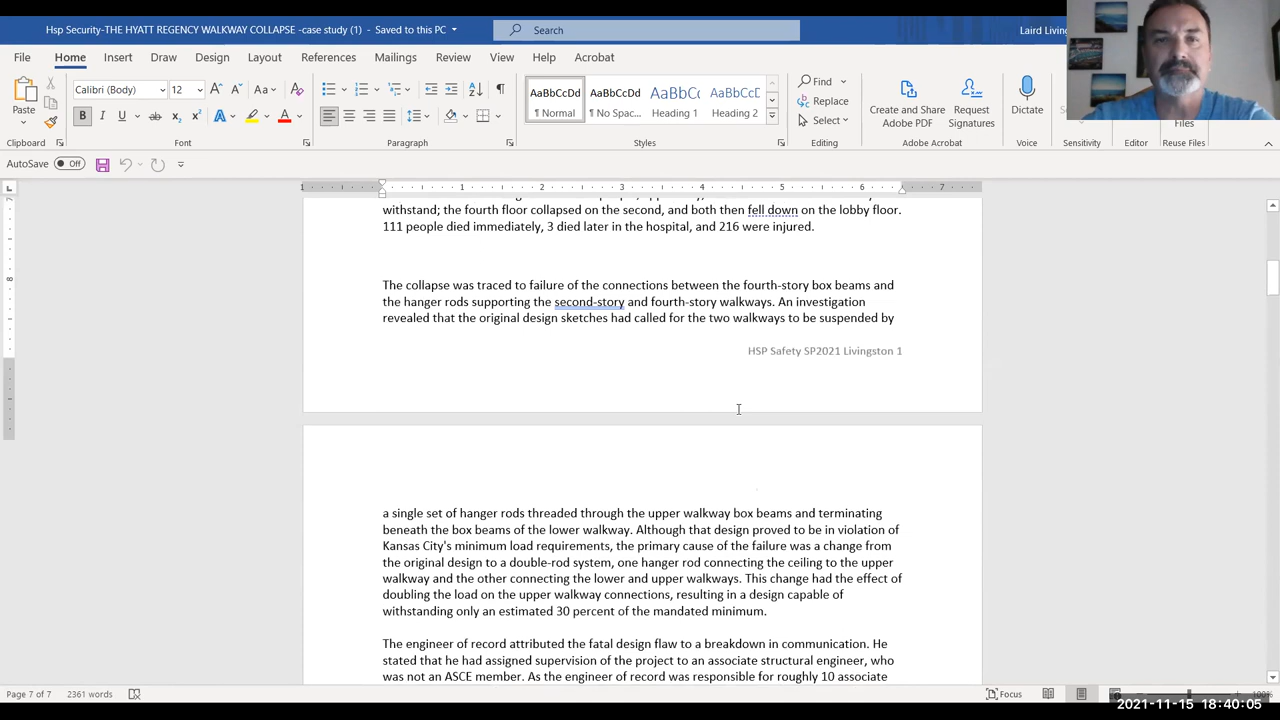 Hsp Security-THE HYATT REGENCY WALKWAY COLLAPSE -case study (1) - Saved to this PC
Search
Laird Livin
File Home Insert Draw Design Layout References Mailings Review View Help Acrobat
Paste
Calibri (Body) 12
AaBbCcDd AaBbCcDd AaBbCc AaBbCcD
¶ Normal ¶ No Spac... Heading 1 Heading 2
Find
Replace
Select
Create and Share Adobe PDF
Request Signatures
Dictate
Files
Clipboard Font Paragraph Styles Editing Adobe Acrobat Voice Sensitivity Editor Reuse Files
AutoSave Off
1 1 2 3 4 5 6 7
withstand; the fourth floor collapsed on the second, and both then fell down on the lobby floor.
111 people died immediately, 3 died later in the hospital, and 216 were injured.
The collapse was traced to failure of the connections between the fourth-story box beams and
the hanger rods supporting the second-story and fourth-story walkways. An investigation
revealed that the original design sketches had called for the two walkways to be suspended by
HSP Safety SP2021 Livingston 1
a single set of hanger rods threaded through the upper walkway box beams and terminating
beneath the box beams of the lower walkway. Although that design proved to be in violation of
Kansas City's minimum load requirements, the primary cause of the failure was a change from
the original design to a double-rod system, one hanger rod connecting the ceiling to the upper
walkway and the other connecting the lower and upper walkways. This change had the effect of
doubling the load on the upper walkway connections, resulting in a design capable of
withstanding only an estimated 30 percent of the mandated minimum.
The engineer of record attributed the fatal design flaw to a breakdown in communication. He
stated that he had assigned supervision of the project to an associate structural engineer, who
was not an ASCE member. As the engineer of record was responsible for roughly 10 associate
Page 7 of 7 2361 words
Focus
100%
2021-11-15 18:40:05